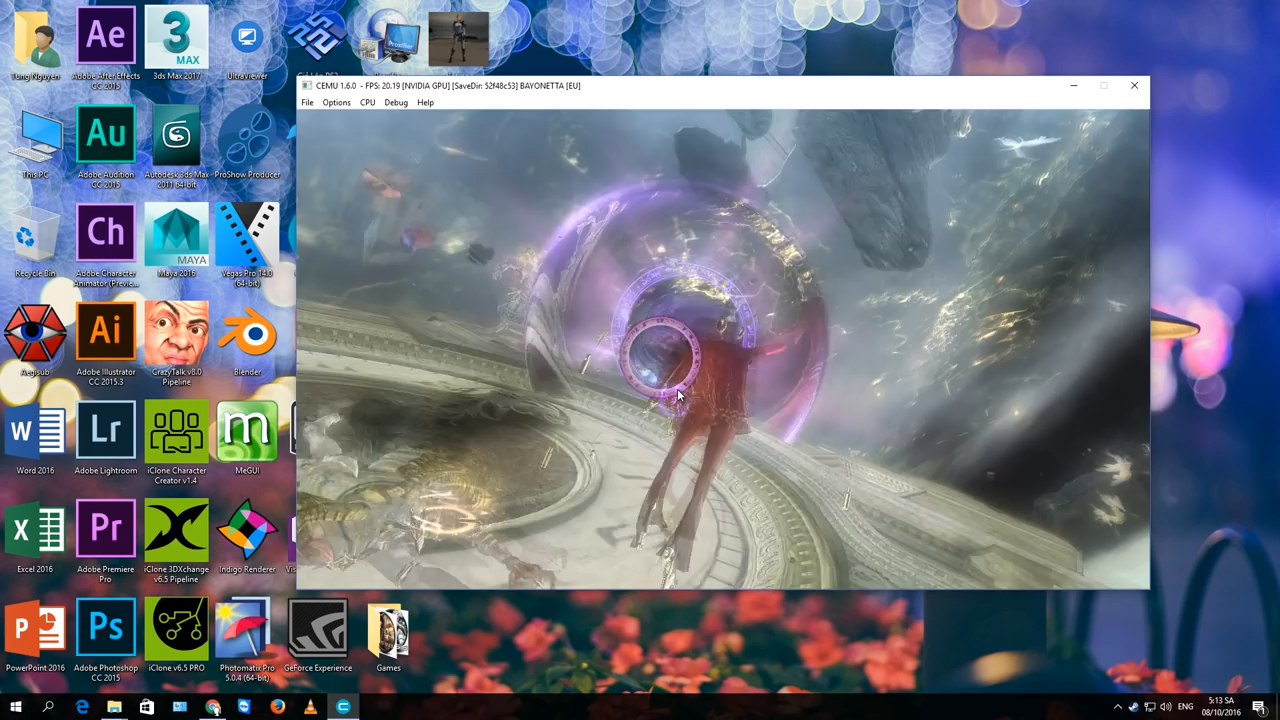 CEMU 1.6.0 - FPS: 20.19 [NVIDIA GPU] [SaveDir: 52f48c53] BAYONETTA [EU]
File Options CPU Debug Help
Tung Nguyen
Adobe After Effects CC 2015
3ds Max 2017
UltraViewer
3
MAX
Ae
This PC
Adobe Audition CC 2015
Autodesk 3ds Max 2011 64-bit
ProShow Producer
Au
Recycle Bin
Adobe Character Animator (Previe...
Maya 2016
Vegas Pro 14.0 (64-bit)
Ch
MAYA
Aegisub
Adobe Illustrator CC 2015.3
CrazyTalk v8.0 Pipeline
Blender
Ai
Word 2016
Adobe Lightroom
iClone Character Creator v1.4
MeGUI
W
Lr
m
Excel 2016
Adobe Premiere Pro
iClone 3DXchange v6.5 Pipeline
Indigo Renderer
X
Pr
PowerPoint 2016
Adobe Photoshop CC 2015
iClone v6.5 PRO
Photomatix Pro 5.0.4 (64-bit)
GeForce Experience
Games
P
Ps
ENG
5:13 SA
08/10/2016